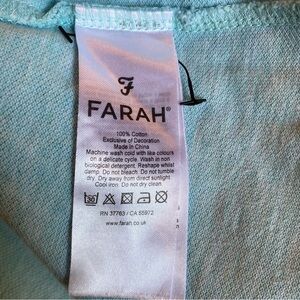 F
FARAH®
100% Cotton
Exclusive of Decoration
Made in China
Machine wash cold with like colours
on a delicate cycle. Wash in non
biological detergent. Reshape whilst
damp. Do not bleach. Do not tumble
dry. Dry away from direct sunlight
Cool iron. Do not dry clean.
30
RN 37763 / CA 55972
www.farah.co.uk